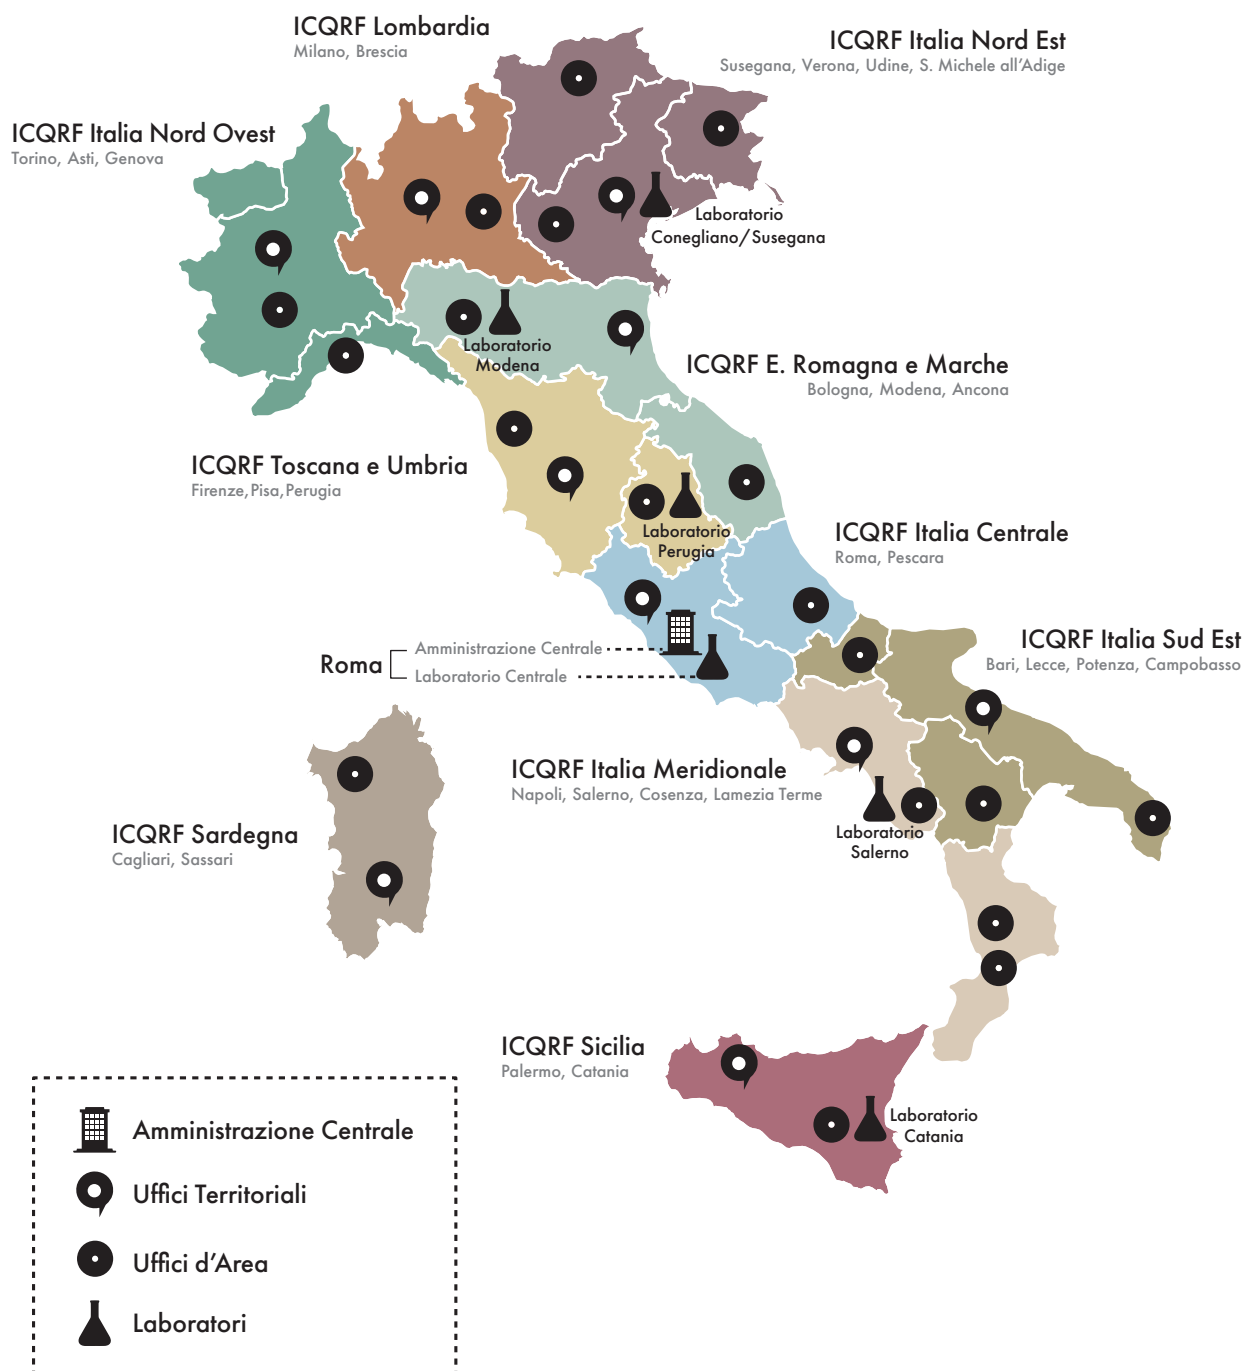 ICQRF Lombardia
Milano, Brescia
ICQRF Italia Nord Est
Susegana, Verona, Udine, S. Michele all'Adige
ICQRF Italia Nord Ovest
Torino, Asti, Genova
Laboratorio
Conegliano/Susegana
Laboratorio
Modena
ICQRF E. Romagna e Marche
Bologna, Modena, Ancona
ICQRF Toscana e Umbria
Firenze,Pisa,Perugia
Laboratorio
Perugia
ICQRF Italia Centrale
Roma, Pescara
Roma
Amministrazione Centrale
Laboratorio Centrale
ICQRF Italia Sud Est
Bari, Lecce, Potenza, Campobasso
ICQRF Italia Meridionale
Napoli, Salerno, Cosenza, Lamezia Terme
Laboratorio
Salerno
ICQRF Sardegna
Cagliari, Sassari
ICQRF Sicilia
Palermo, Catania
Laboratorio
Catania
Amministrazione Centrale
Uffici Territoriali
Uffici d'Area
Laboratori